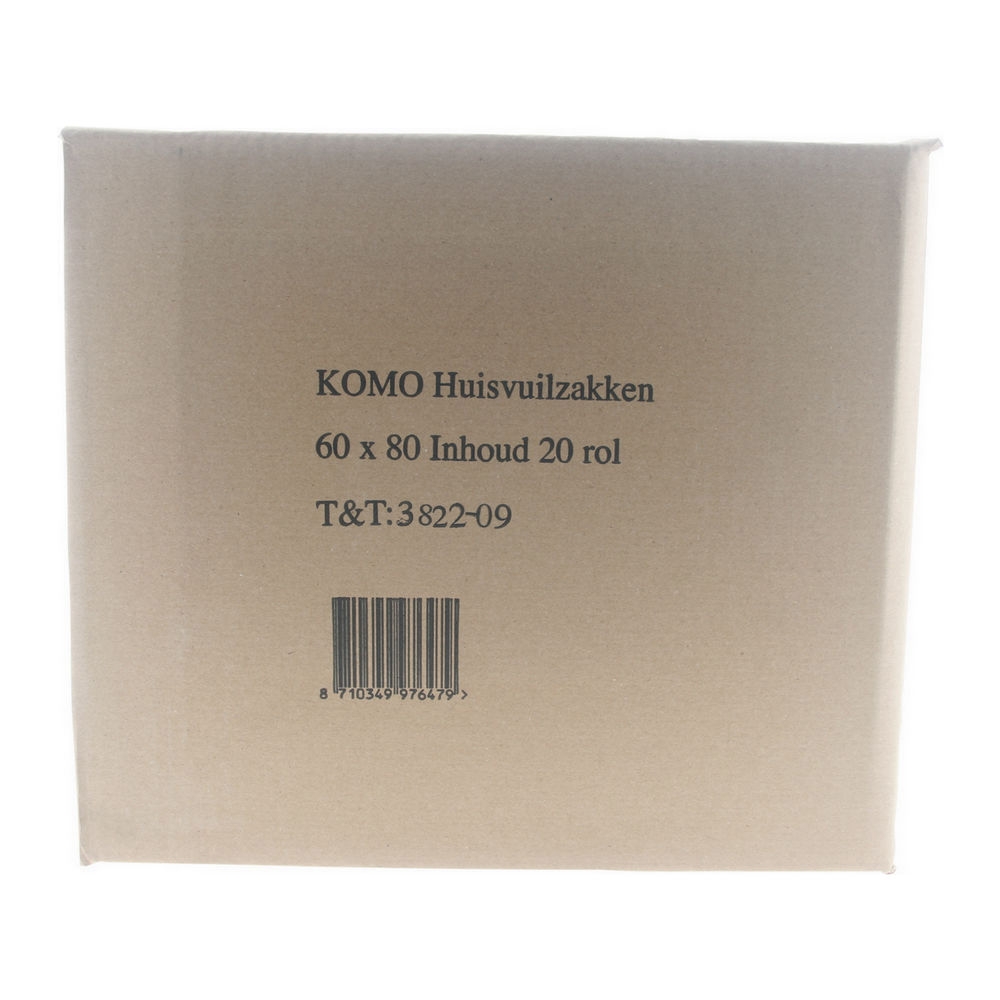 KOMO Huisvuilzakken
60 x 80 Inhoud 20 rol
T&T:3822-09
8 710349 976479 >